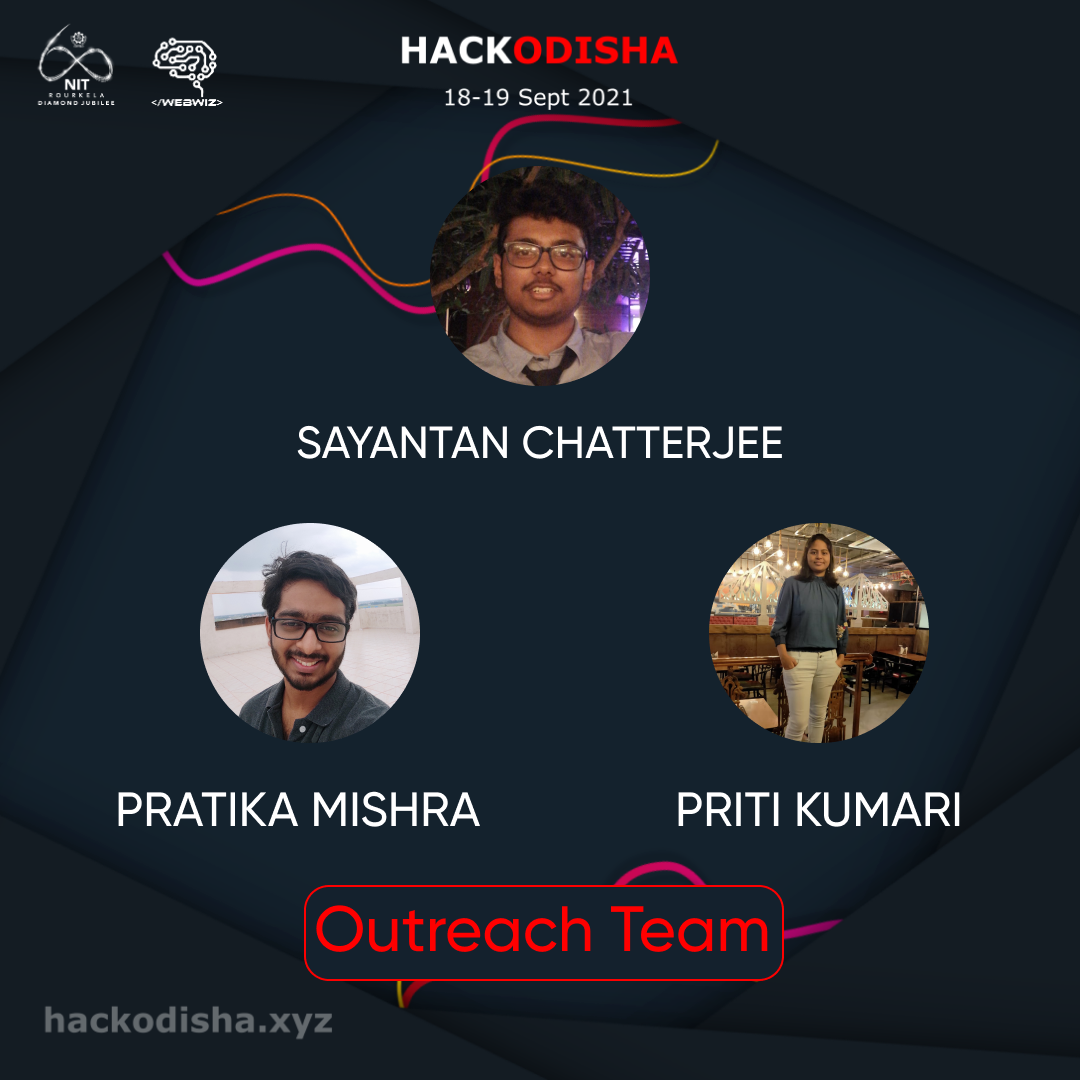 HACKODISHA
18-19 Sept 2021
60
NIT
ROURKELA
DIAMOND JUBILEE
</WEBWIZ>
SAYANTAN CHATTERJEE
PRATIKA MISHRA
PRITI KUMARI
Outreach Team
hackodisha.xyz